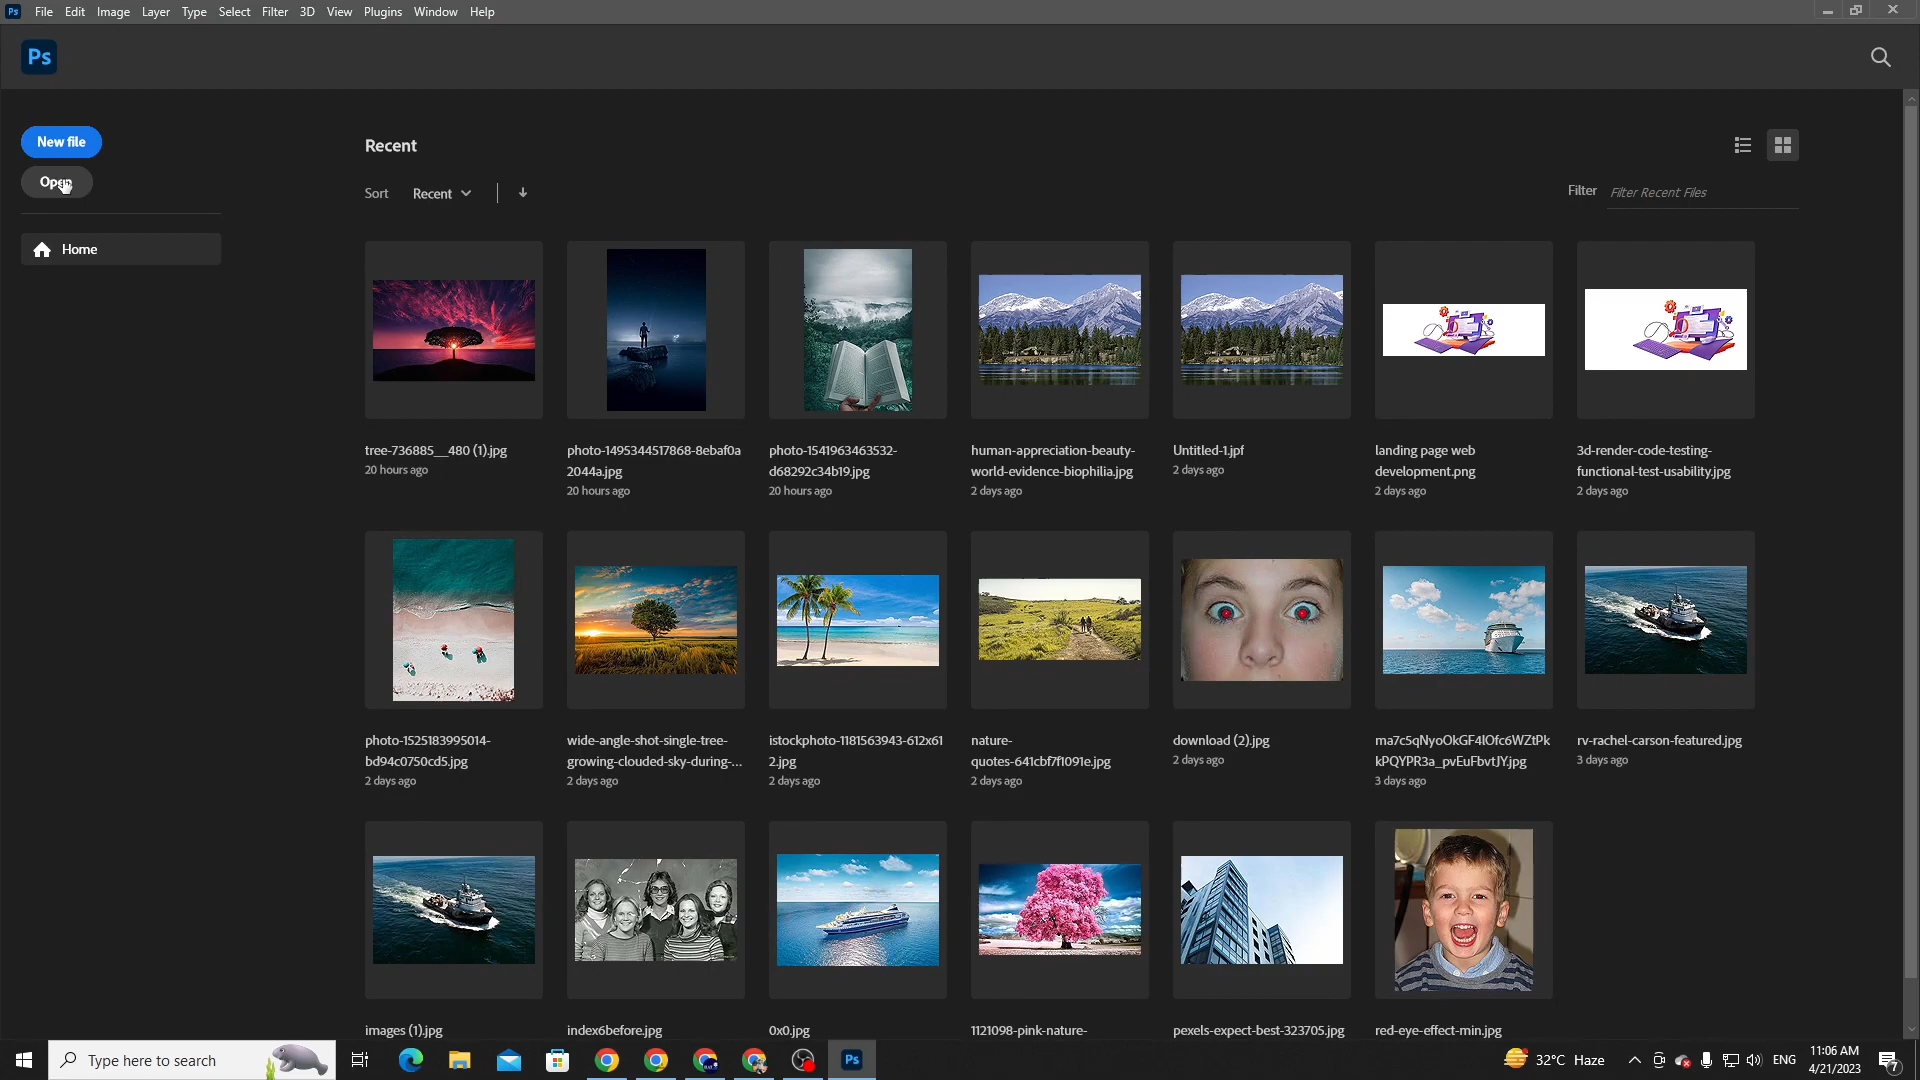 Ps File Edit Image Layer Type Select Filter 3D View Plugins Window Help
Ps
New file
Open
Home
Recent
Sort Recent
Filter Filter Recent Files
tree-736885__480 (1).jpg
20 hours ago
photo-1495344517868-8ebaf0a
2044a.jpg
20 hours ago
photo-1541963463532-
d68292c34b19.jpg
20 hours ago
human-appreciation-beauty-
world-evidence-biophilia.jpg
2 days ago
Untitled-1.jpf
2 days ago
landing page web
development.png
2 days ago
3d-render-code-testing-
functional-test-usability.jpg
2 days ago
photo-1525183995014-
bd94c0750cd5.jpg
2 days ago
wide-angle-shot-single-tree-
growing-clouded-sky-during-...
2 days ago
istockphoto-1181563943-612x61
2.jpg
2 days ago
nature-
quotes-641cbf7f1091e.jpg
2 days ago
download (2).jpg
2 days ago
ma7c5qNyoOkGF4lOfc6WZtPk
kPQYPR3a_pvEuFbvtJY.jpg
3 days ago
rv-rachel-carson-featured.jpg
3 days ago
images (1).jpg
index6before.jpg
0x0.jpg
1121098-pink-nature-
pexels-expect-best-323705.jpg
red-eye-effect-min.jpg
Type here to search
Ps
32°C Haze
ENG
11:06 AM
4/21/2023
7